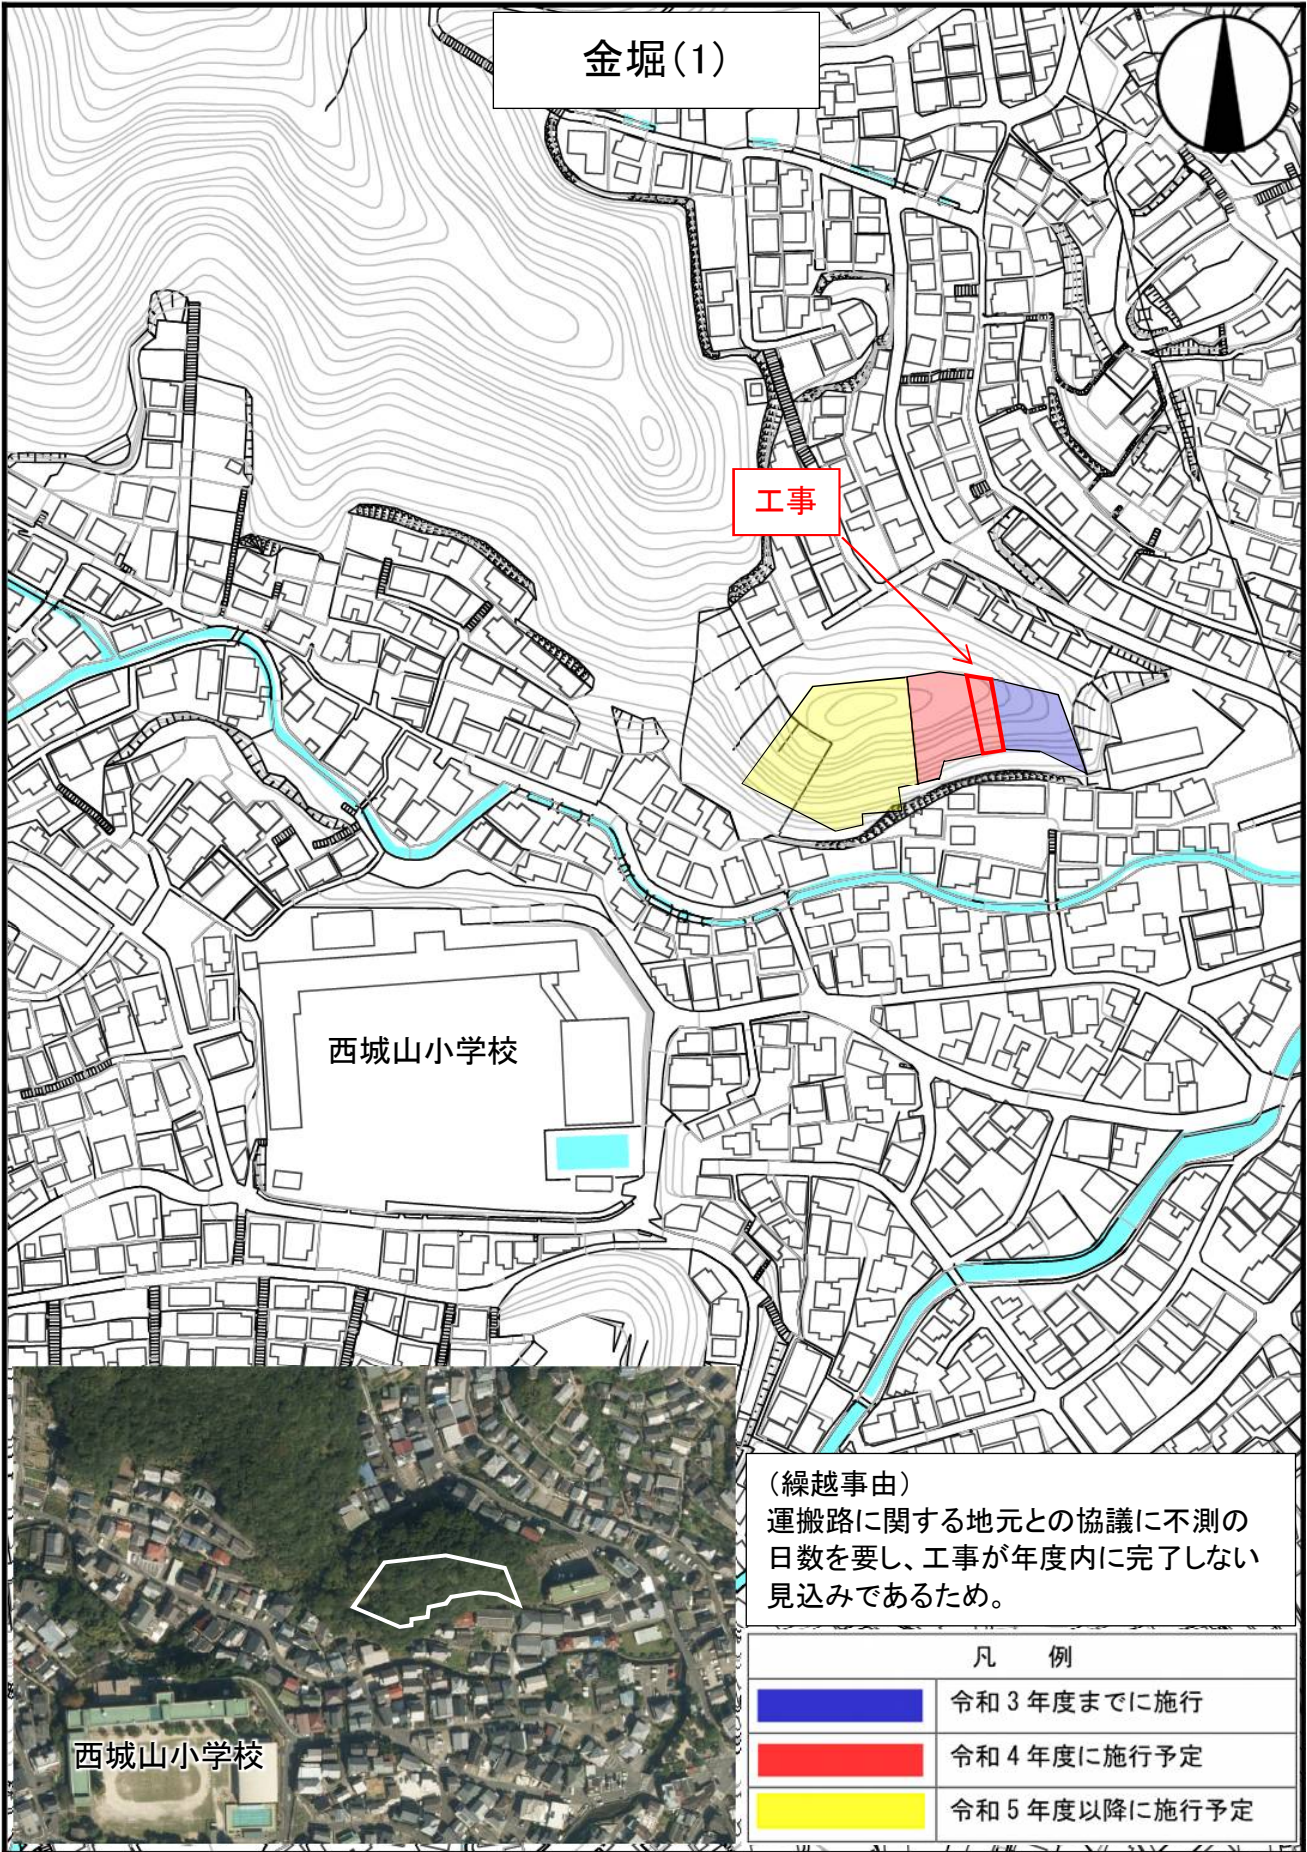 金堀(1)
工事
西城山小学校
(繰越事由)
運搬路に関する地元との協議に不測の
日数を要し、工事が年度内に完了しない
見込みであるため。
凡 例
令和3年度までに施行
令和4年度に施行予定
令和5年度以降に施行予定
西城山小学校